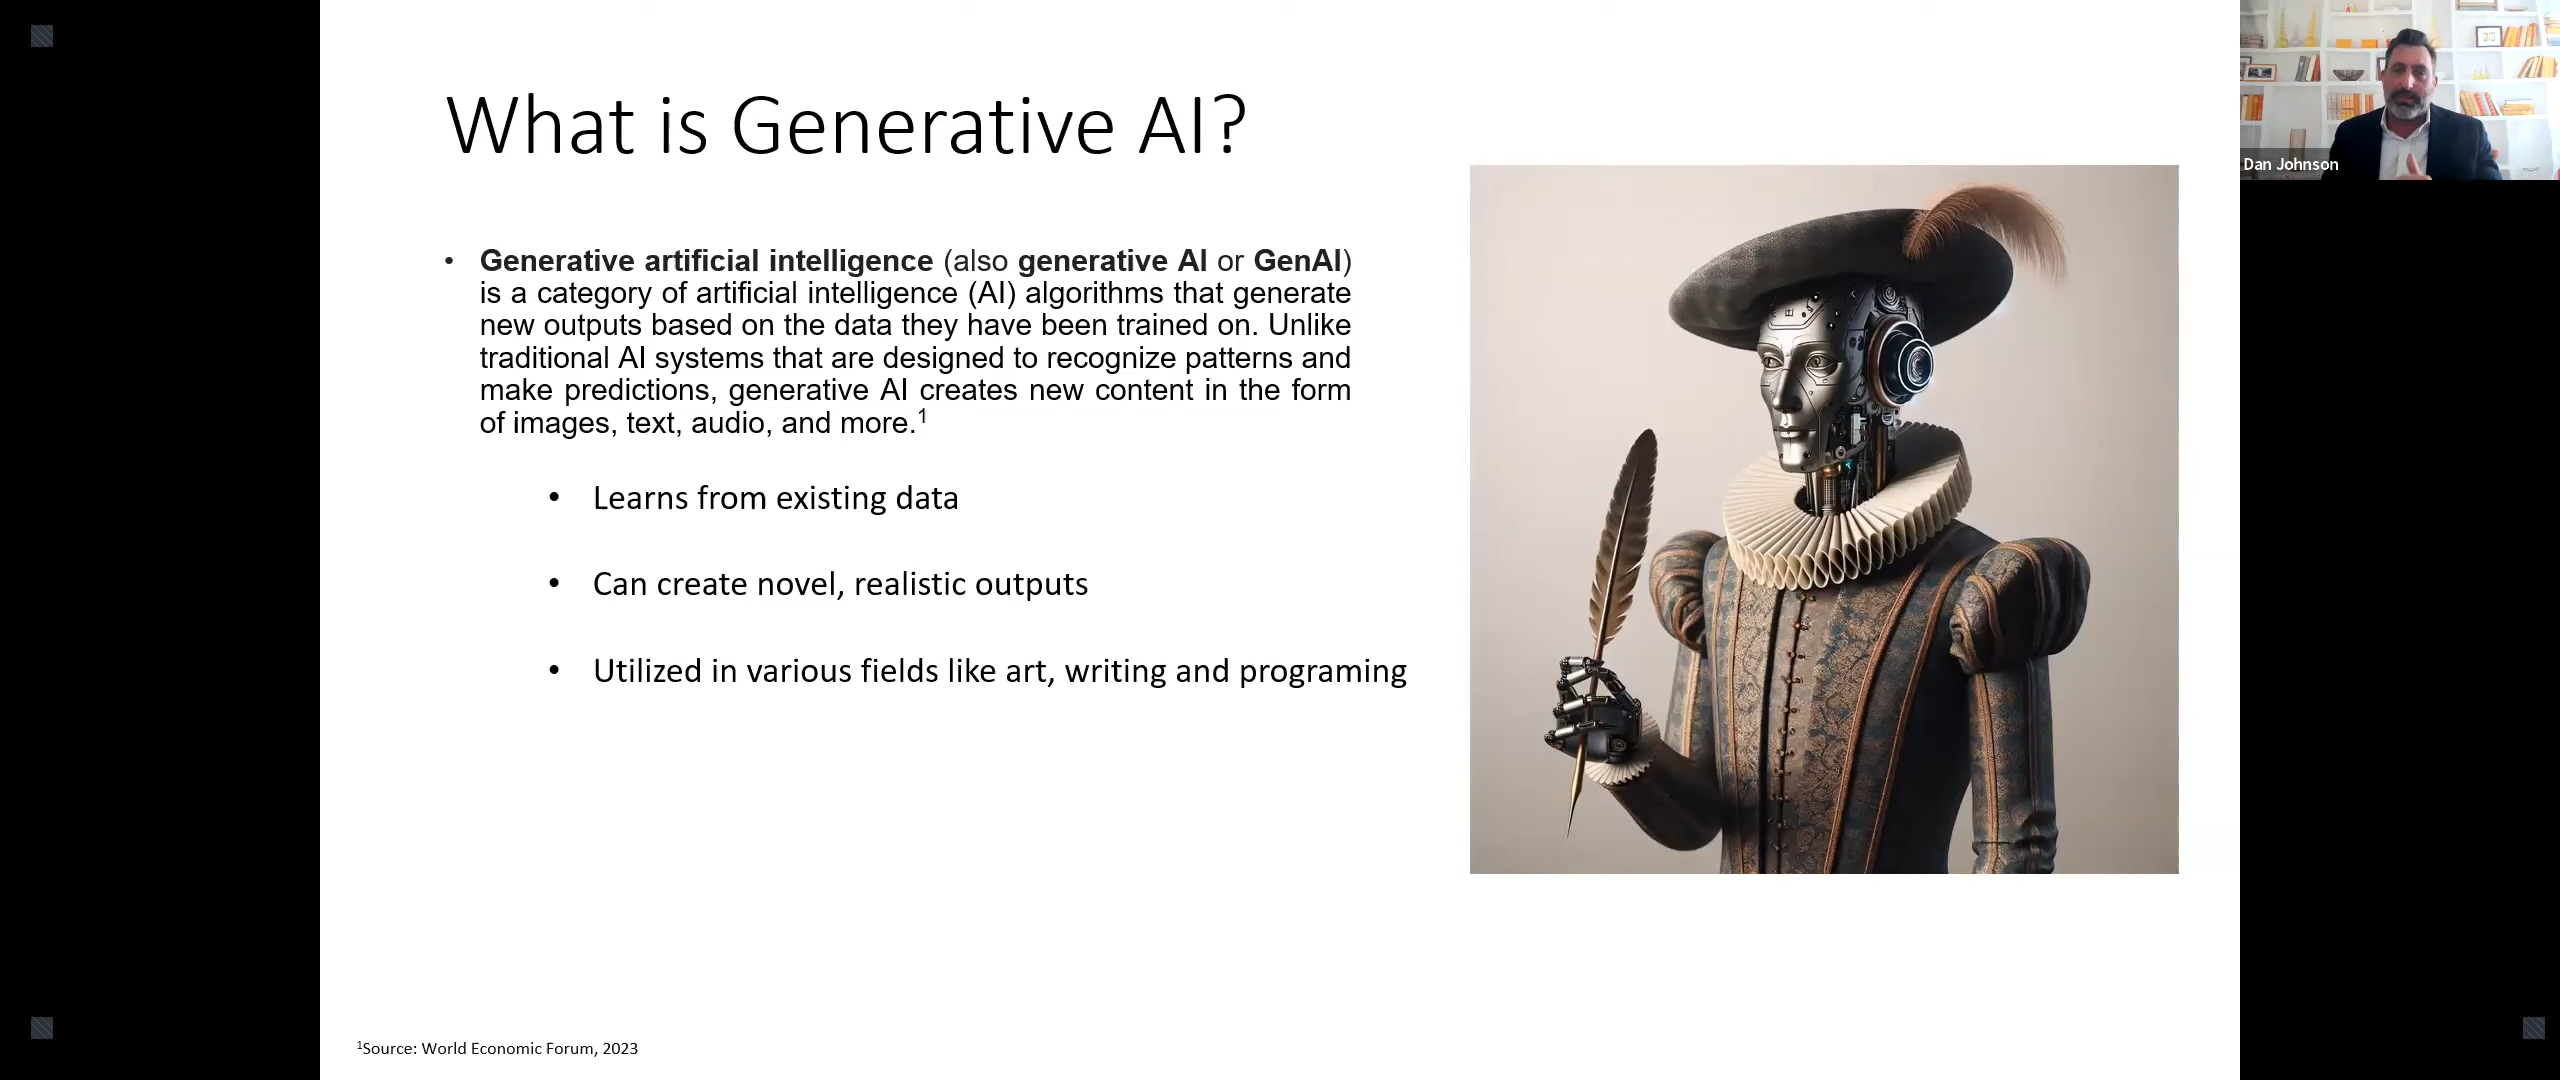 What is Generative AI?
• Generative artificial intelligence (also generative AI or GenAI)
is a category of artificial intelligence (AI) algorithms that generate
new outputs based on the data they have been trained on. Unlike
traditional AI systems that are designed to recognize patterns and
make predictions, generative AI creates new content in the form
of images, text, audio, and more.¹
• Learns from existing data
• Can create novel, realistic outputs
• Utilized in various fields like art, writing and programing
¹Source: World Economic Forum, 2023
Dan Johnson